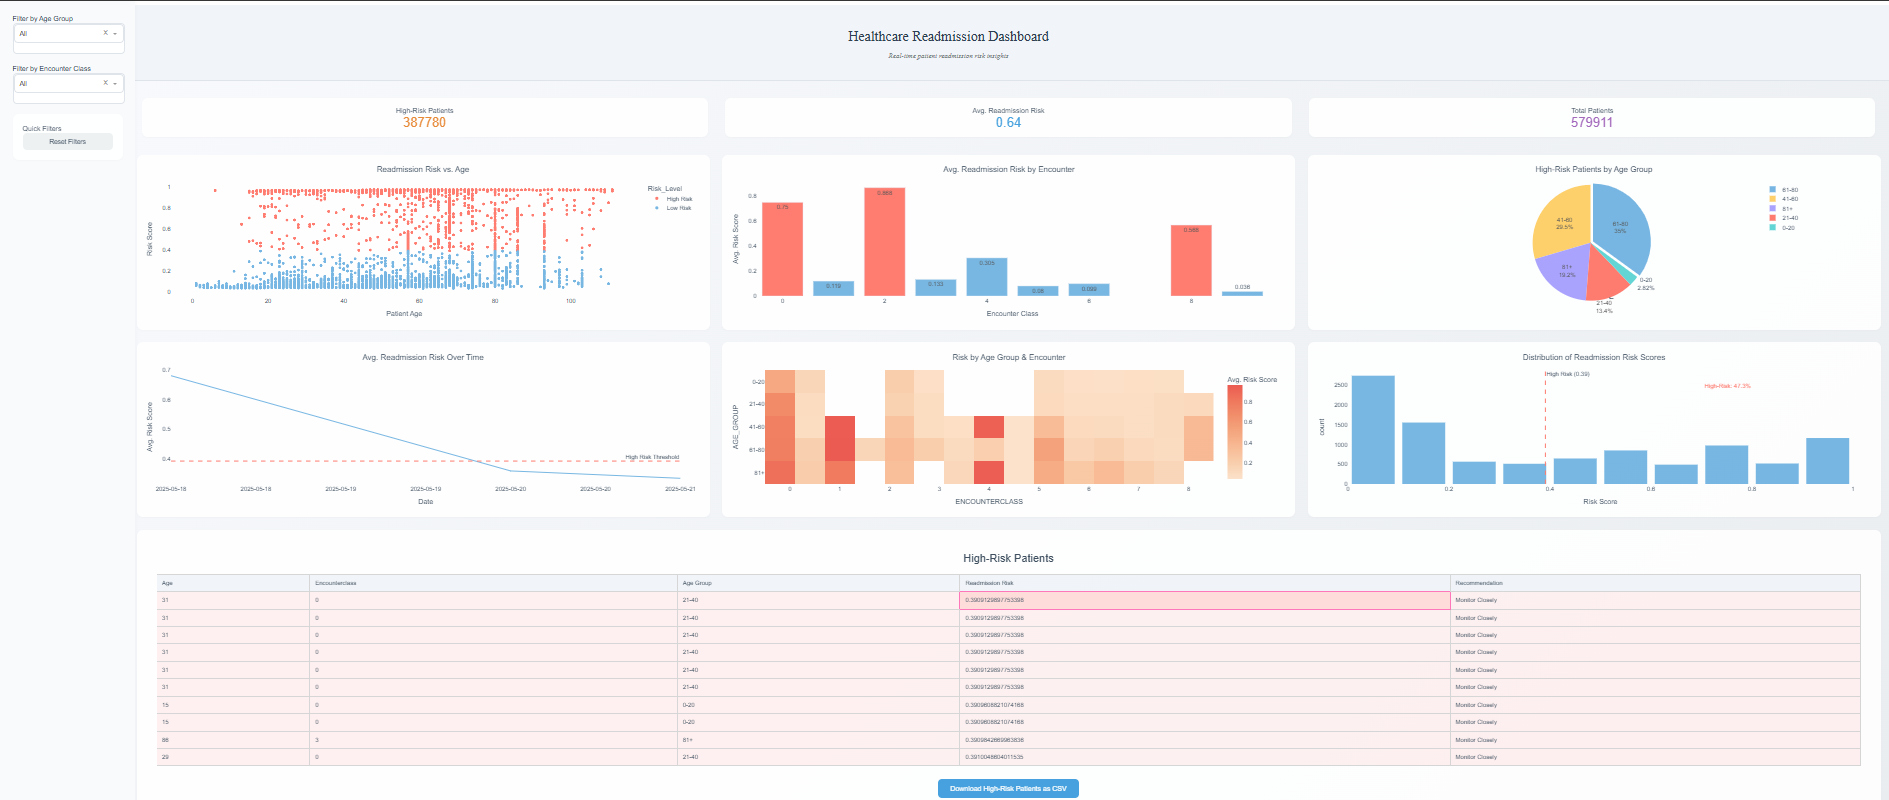 Filter by Age Group
All
Filter by Encounter Class
All
Quick Filters
Reset Filters
Healthcare Readmission Dashboard
Real-time patient readmission risk insights
High-Risk Patients
387780
Avg. Readmission Risk
0.64
Total Patients
579911
Readmission Risk vs. Age
Risk_Level
High Risk
Low Risk
Risk Score
1
0.8
0.6
0.4
0.2
0
0 20 40 60 80 100
Patient Age
Avg. Readmission Risk by Encounter
Avg. Risk Score
0.8
0.6
0.4
0.2
0
0.75 0.119 0.868 0.133 0.305 0.08 0.099 0.568 0.038
0 2 4 6 8
Encounter Class
High-Risk Patients by Age Group
61-80
35%
41-60
29.5%
81+
19.2%
21-40
13.4%
0-20
2.82%
61-80
41-60
81+
21-40
0-20
Avg. Readmission Risk Over Time
Avg. Risk Score
0.7
0.6
0.5
0.4
High Risk Threshold
2025-05-18 2025-05-18 2025-05-19 2025-05-19 2025-05-20 2025-05-20 2025-05-21
Date
Risk by Age Group & Encounter
AGE_GROUP
0-20
21-40
41-60
61-80
81+
0 1 2 3 4 5 6 7 8
ENCOUNTERCLASS
Avg. Risk Score
0.8
0.6
0.4
0.2
Distribution of Readmission Risk Scores
High Risk (0.39)
High-Risk: 47.3%
count
2500
2000
1500
1000
500
0
0 0.2 0.4 0.6 0.8 1
Risk Score
High-Risk Patients
Age Encounterclass Age Group Readmission Risk Recommendation
31 0 21-40 0.3909129897753398 Monitor Closely
31 0 21-40 0.3909129897753398 Monitor Closely
31 0 21-40 0.3909129897753398 Monitor Closely
31 0 21-40 0.3909129897753398 Monitor Closely
31 0 21-40 0.3909129897753398 Monitor Closely
31 0 21-40 0.3909129897753398 Monitor Closely
15 0 0-20 Monitor Closely
15 0 0-20 Monitor Closely
3 81+ Monitor Closely
29 0 21-40 Monitor Closely
Download High-Risk Patients as CSV